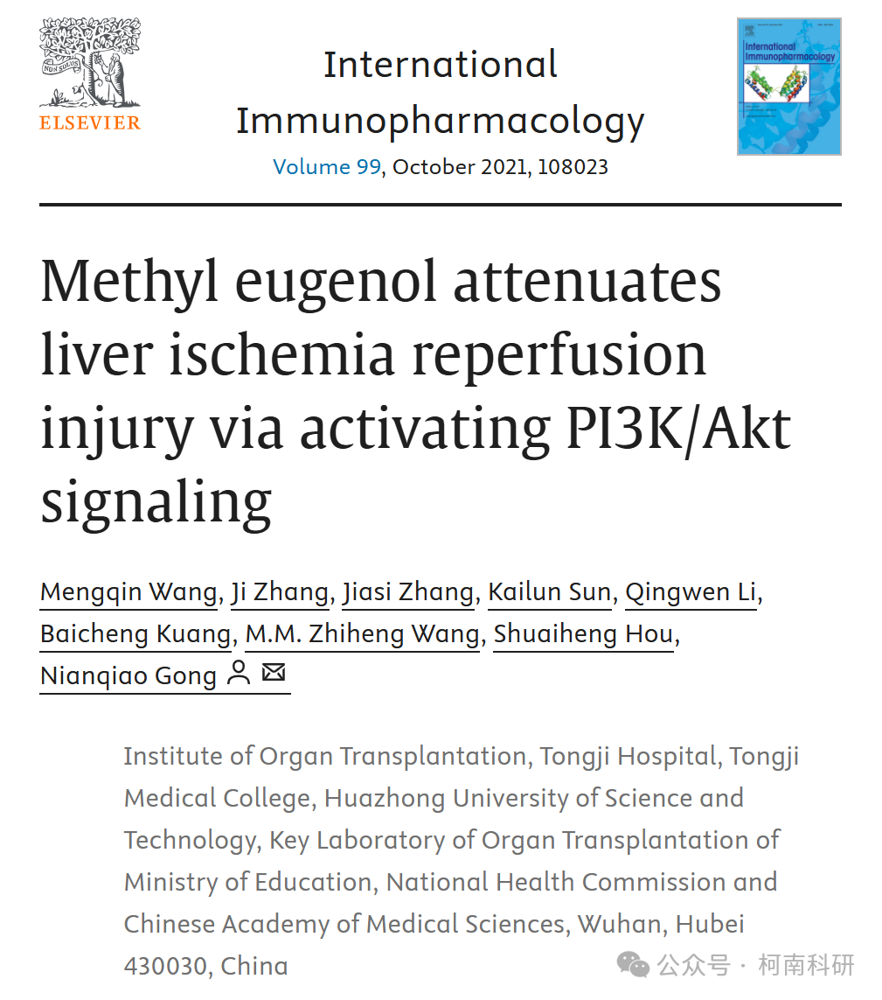 NON SOLUS
ELSEVIER
International
Immunopharmacology
Volume 99, October 2021, 108023
International
Immunopharmacology
Methyl eugenol attenuates
liver ischemia reperfusion
injury via activating PI3K/Akt
signaling
Mengqin Wang, Ji Zhang, Jiasi Zhang, Kailun Sun, Qingwen Li,
Baicheng Kuang, M.M. Zhiheng Wang, Shuaiheng Hou,
Nianqiao Gong
Institute of Organ Transplantation, Tongji Hospital, Tongji
Medical College, Huazhong University of Science and
Technology, Key Laboratory of Organ Transplantation of
Ministry of Education, National Health Commission and
Chinese Academy of Medical Sciences, Wuhan, Hubei
430030, China
公众号 · 柯南科研